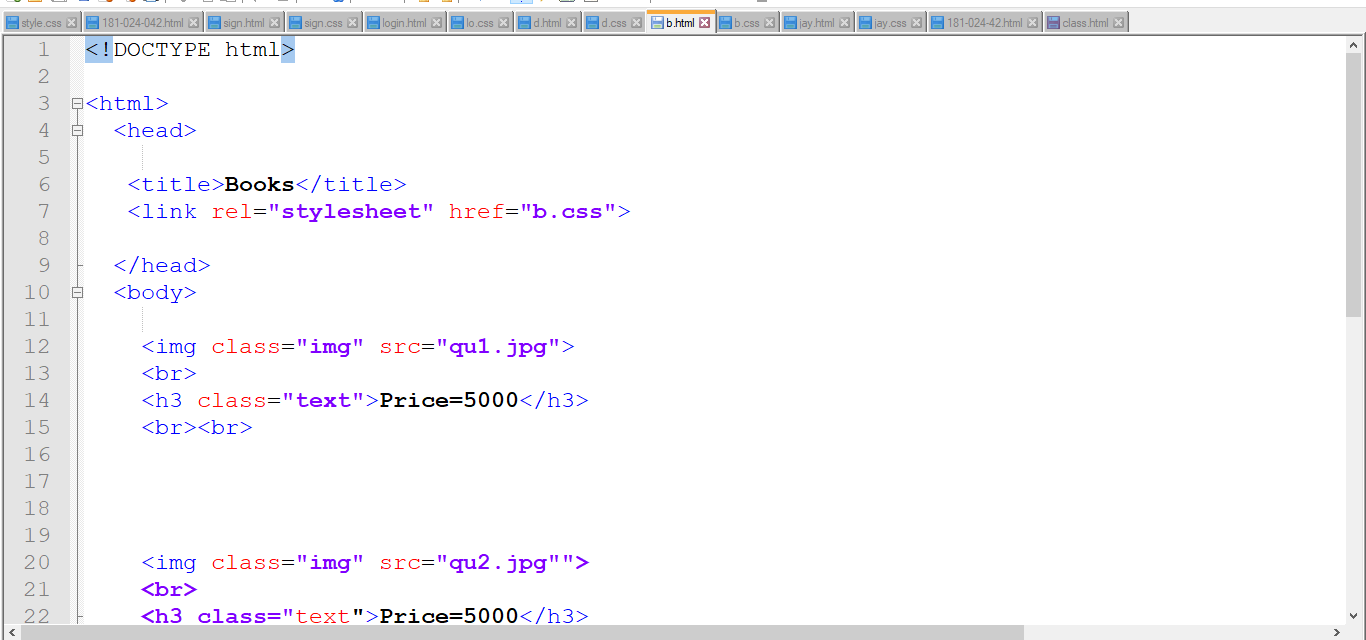 style.css 181-024-042.html sign.html sign.css login.html lo.css d.html d.css b.html b.css jay.html jay.css 181-024-42.html class.html
1 <!DOCTYPE html>
2
3 <html>
4 <head>
5
6 <title>Books</title>
7 <link rel="stylesheet" href="b.css">
8
9 </head>
10 <body>
11
12 <img class="img" src="qu1.jpg">
13 <br>
14 <h3 class="text">Price=5000</h3>
15 <br><br>
16
17
18
19
20 <img class="img" src="qu2.jpg"">
21 <br>
22 <h3 class="text">Price=5000</h3>